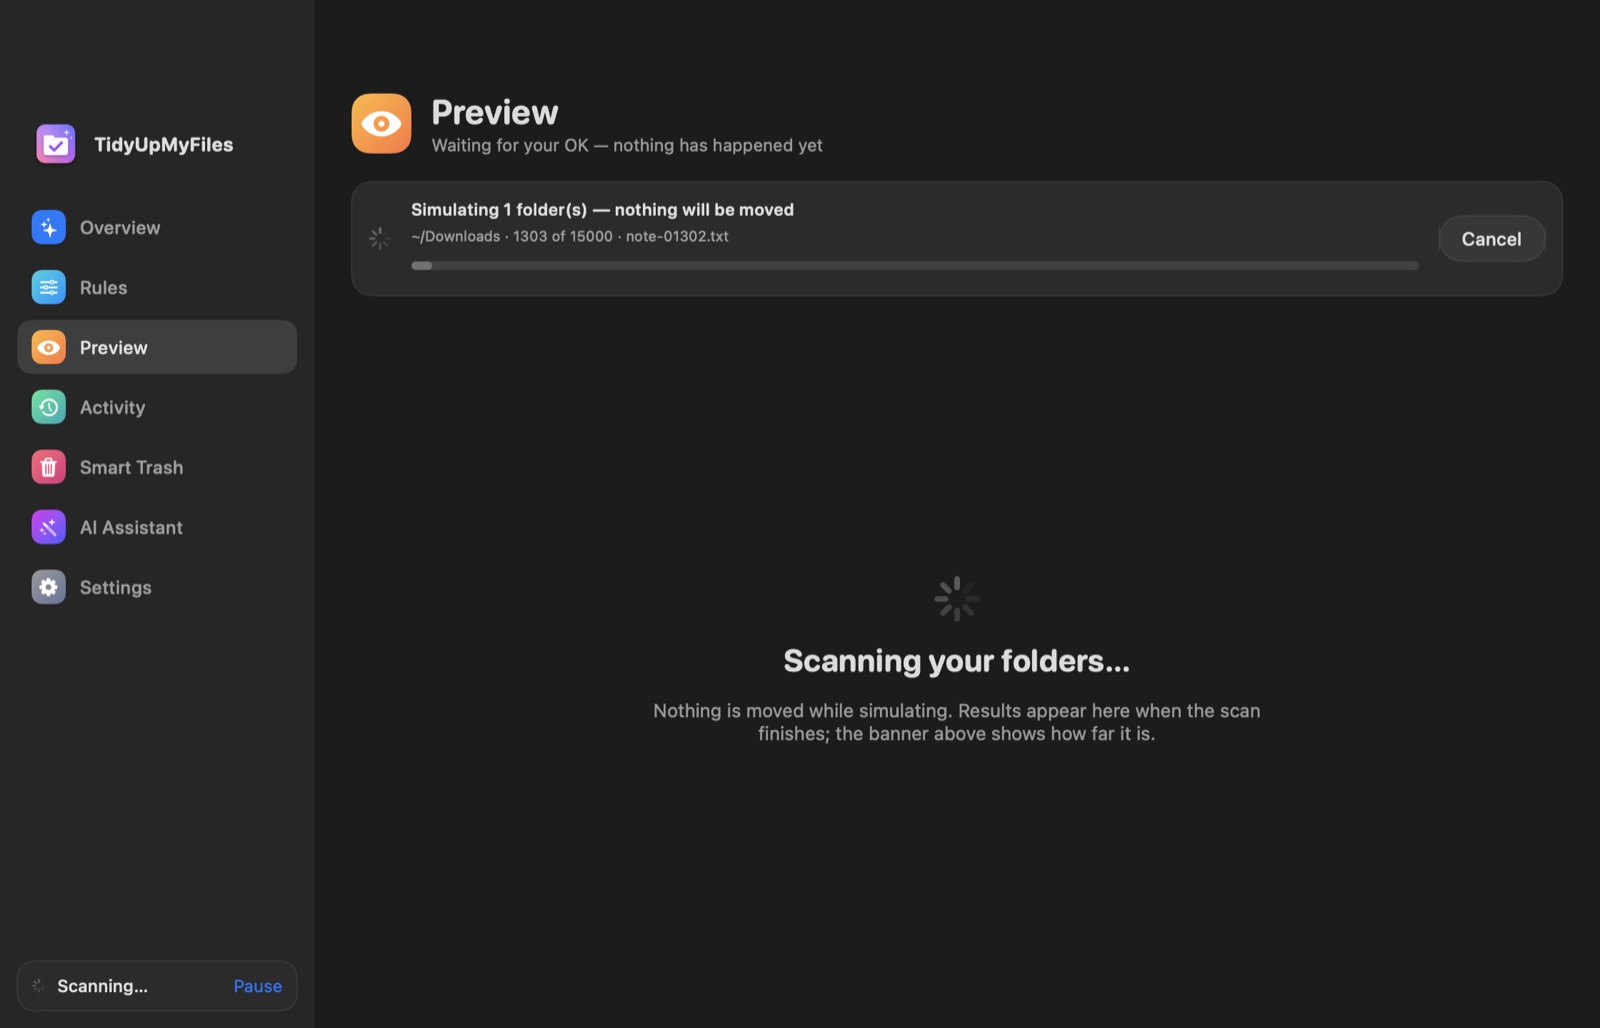 TidyUpMyFiles
Overview
Rules
Preview
Activity
Smart Trash
AI Assistant
Settings
Scanning...
Pause
Preview
Waiting for your OK — nothing has happened yet
Simulating 1 folder(s) — nothing will be moved
~/Downloads · 1303 of 15000 · note-01302.txt
Cancel
Scanning your folders...
Nothing is moved while simulating. Results appear here when the scan
finishes; the banner above shows how far it is.